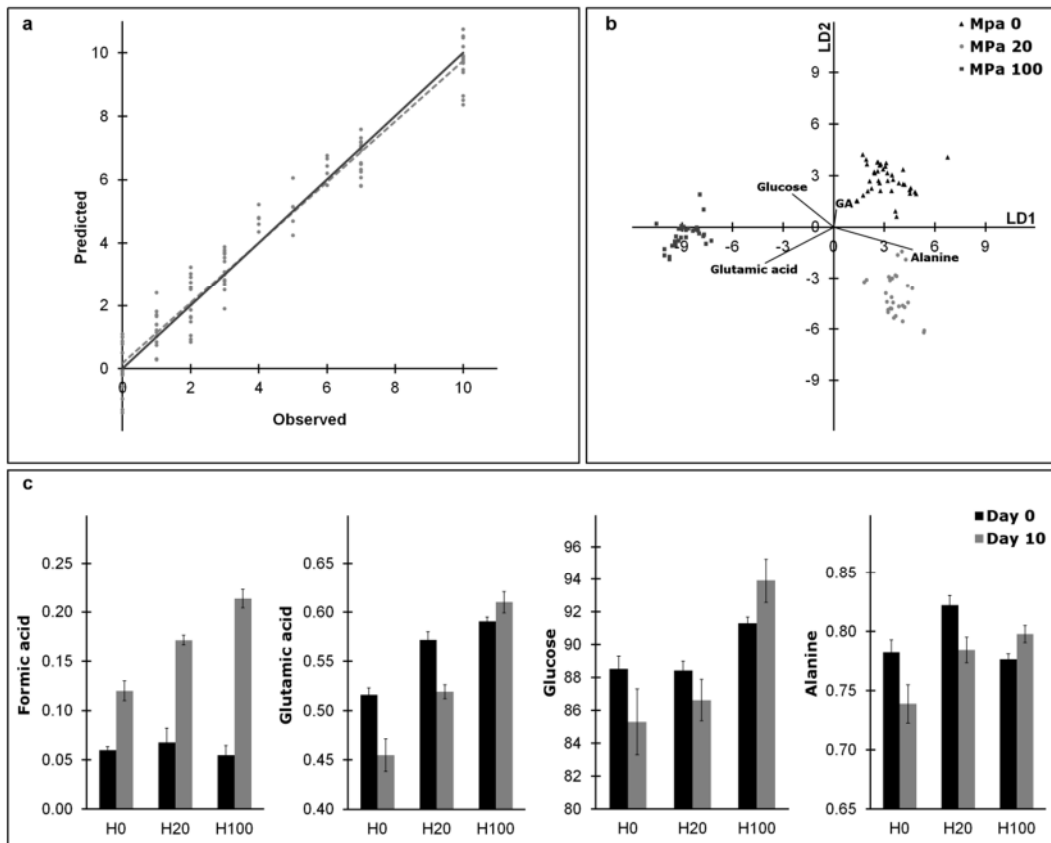 a
Predicted
10
8
6
4
2
0
0 2 4 6 8 10
Observed
b
LD2
Mpa 0
MPa 20
MPa 100
9
6
3
0
-3
-6
-9
-9 -6 -3 0 3 6 9
LD1
Glucose
GA
Glutamic acid
Alanine
c
Day 0
Day 10
Formic acid
0.25
0.20
0.15
0.10
0.05
0.00
H0 H20 H100
Glutamic acid
0.65
0.60
0.55
0.50
0.45
0.40
H0 H20 H100
Glucose
96
94
92
90
88
86
84
82
80
H0 H20 H100
Alanine
0.85
0.80
0.75
0.70
0.65
H0 H20 H100